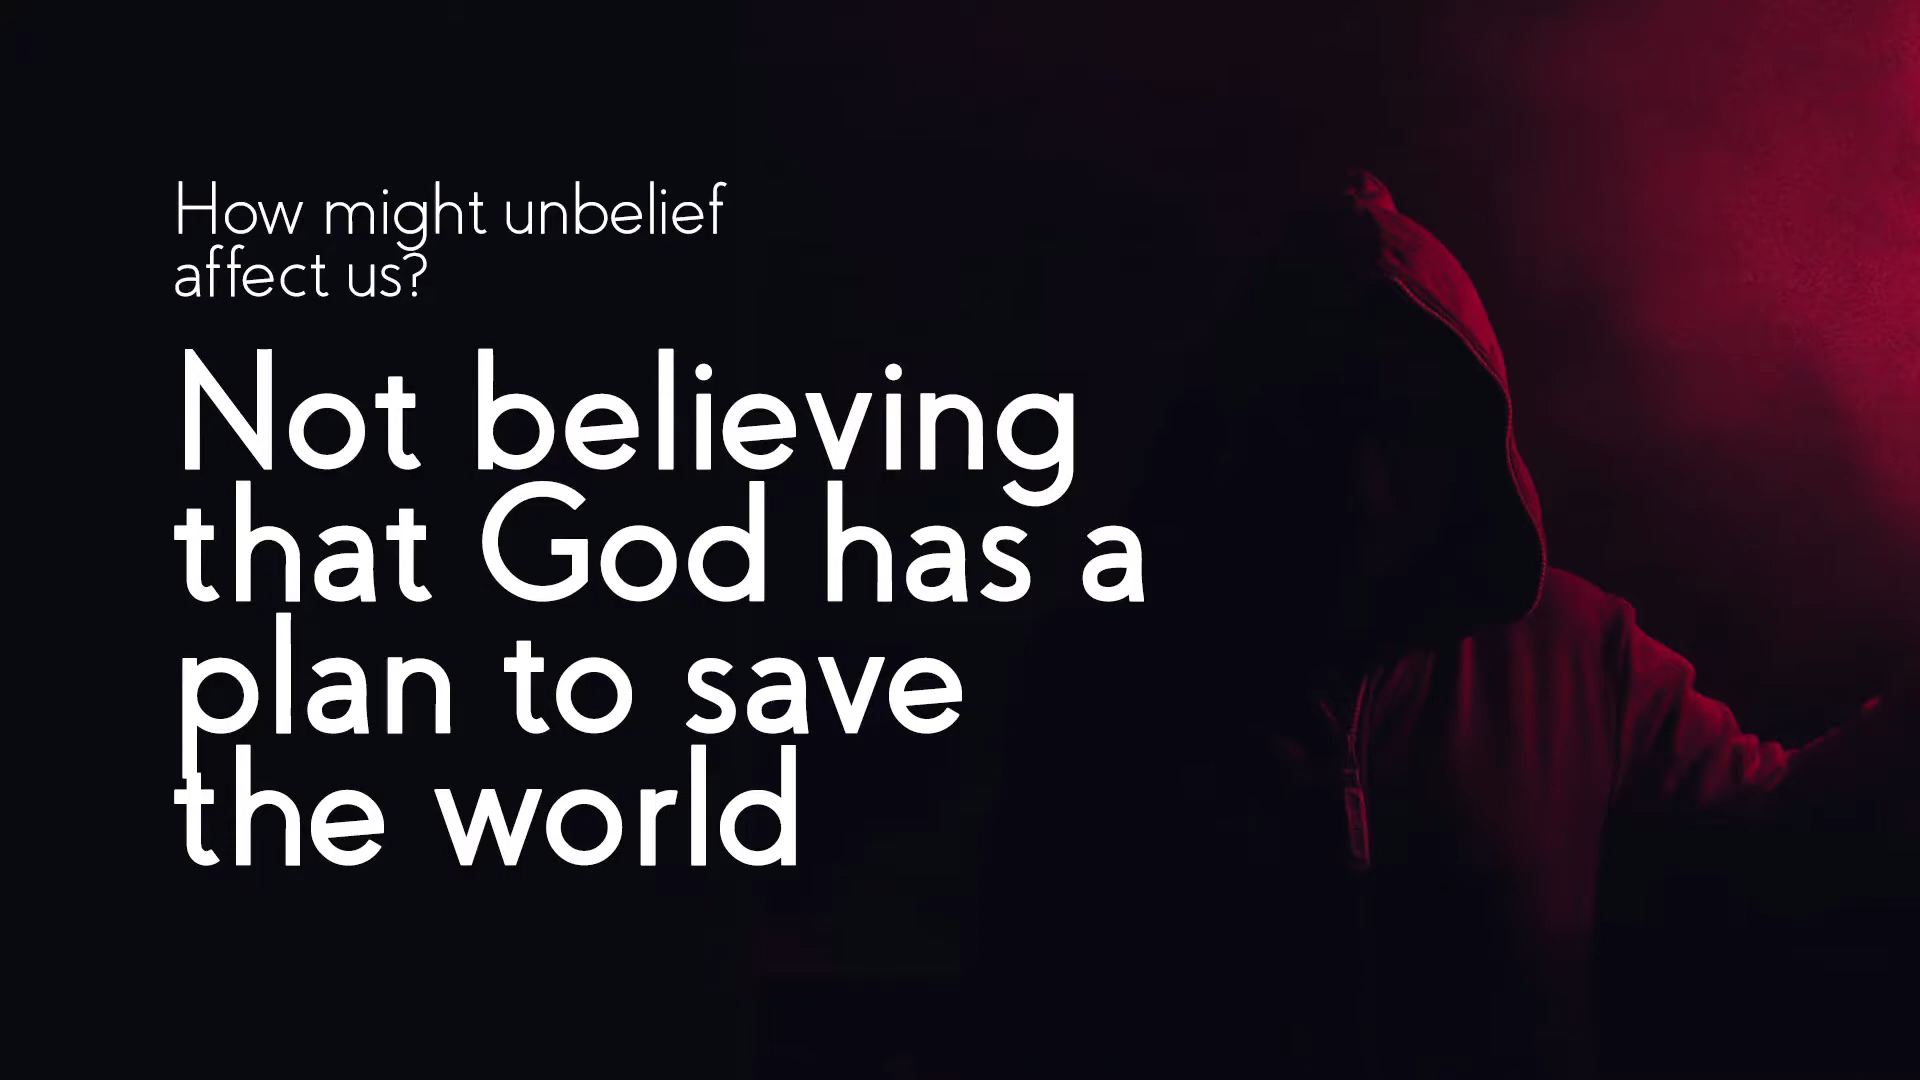 How might unbelief
affect us?
Not believing
that God has a
plan to save
the world